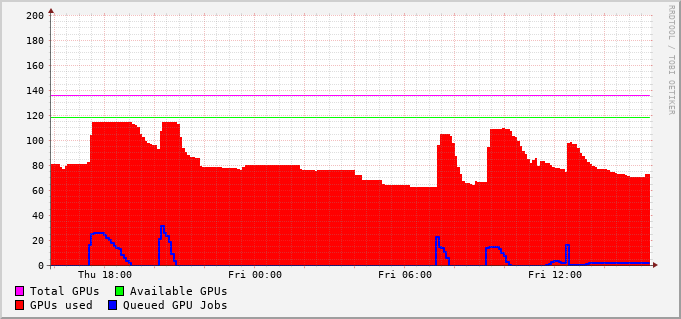 200
180
160
140
120
100
80
60
40
20
0
Thu 18:00 Fri 00:00 Fri 06:00 Fri 12:00
Total GPUs Available GPUs
GPUs used Queued GPU Jobs
RRDTOOL / TOBI OETIKER